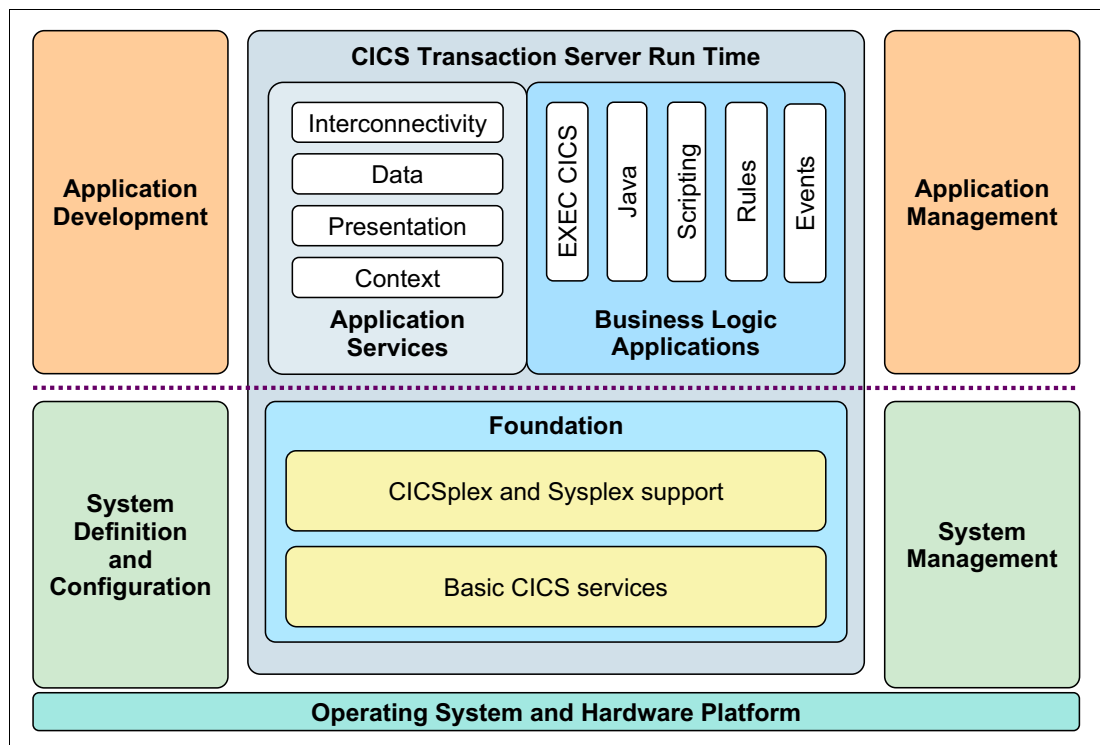 CICS Transaction Server Run Time
Application
Development
Interconnectivity
Data
Presentation
Context
Application
Services
EXEC CICS
Java
Scripting
Rules
Events
Business Logic
Applications
Application
Management
System
Definition
and
Configuration
Foundation
CICSplex and Sysplex support
Basic CICS services
System
Management
Operating System and Hardware Platform